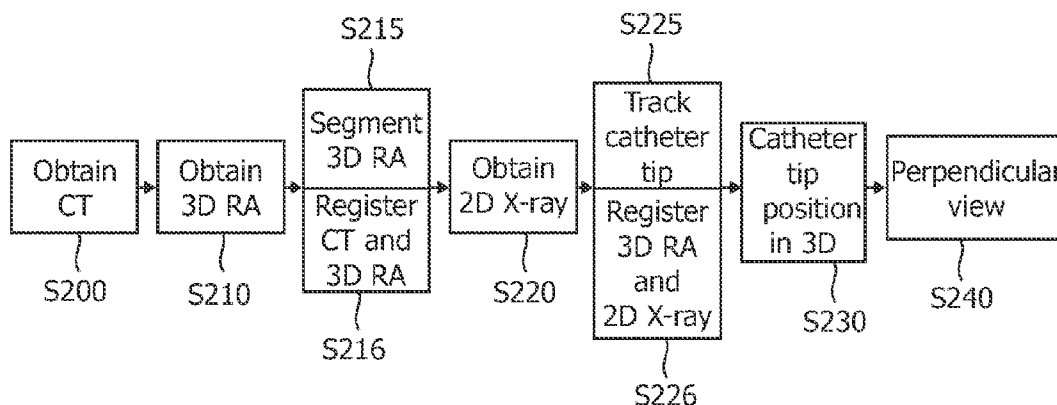 S215
S225
Obtain
CT
Obtain
3D RA
Segment
3D RA
Register
CT and
3D RA
Obtain
2D X-ray
Track
catheter
tip
Register
3D RA
and
2D X-ray
Catheter
tip
position
in 3D
Perpendicular
view
S200
S210
S216
S220
S226
S230
S240